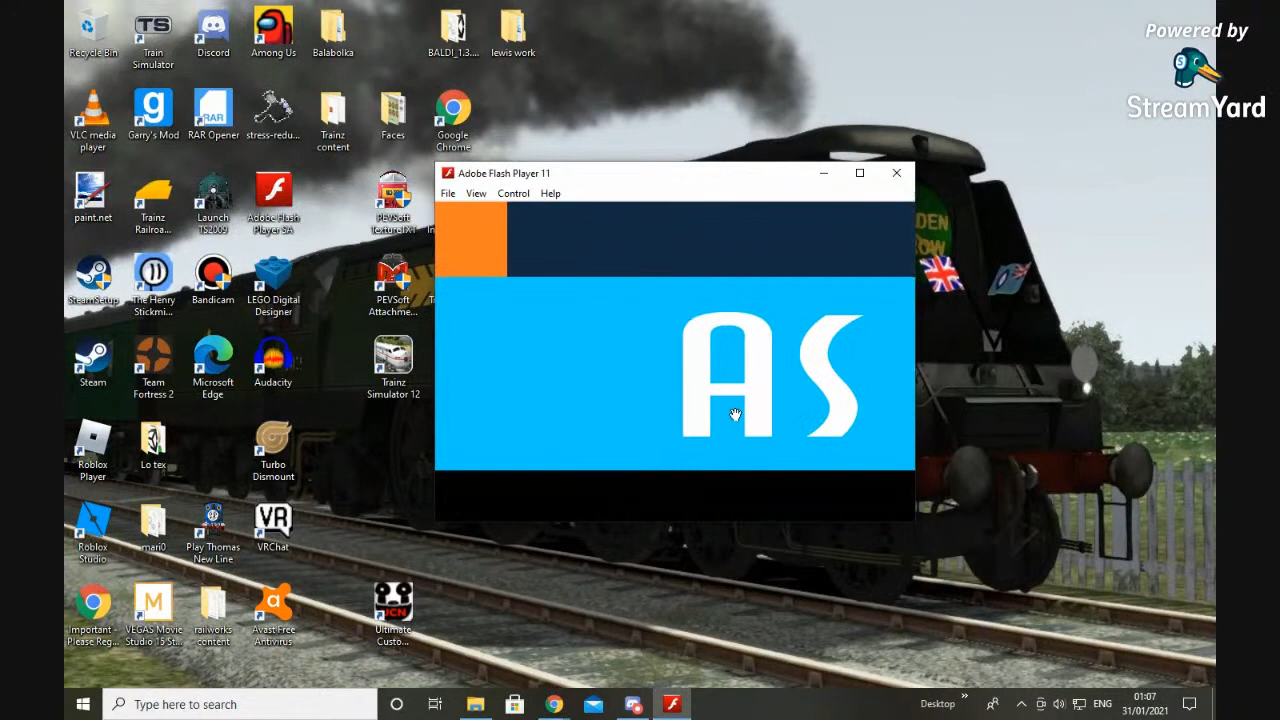 Powered by
StreamYard
Recycle Bin
Train
Simulator
Discord
Among Us
Balabolka
BALDI_1.3....
lewis work
VLC media
player
Garry's Mod
RAR Opener
stress-redu...
Trainz
content
Faces
Google
Chrome
paint.net
Trainz
Railroa...
Launch
TS2009
Adobe Flash
Player SA
PEVSoft
TextureTXT
Adobe Flash Player 11
File View Control Help
AS
SteamSetup
The Henry
Stickmi...
Bandicam
LEGO Digital
Designer
PEVSoft
Attachme...
Steam
Team
Fortress 2
Microsoft
Edge
Audacity
Trainz
Simulator 12
Roblox
Player
Lo tex
Turbo
Dismount
Roblox
Studio
mari0
Play Thomas
New Line
VRChat
Important -
Please Reg...
VEGAS Movie
Studio 15 St...
railworks
content
Avast Free
Antivirus
Ultimate
Custo...
Type here to search
Desktop
ENG
01:07
31/01/2021